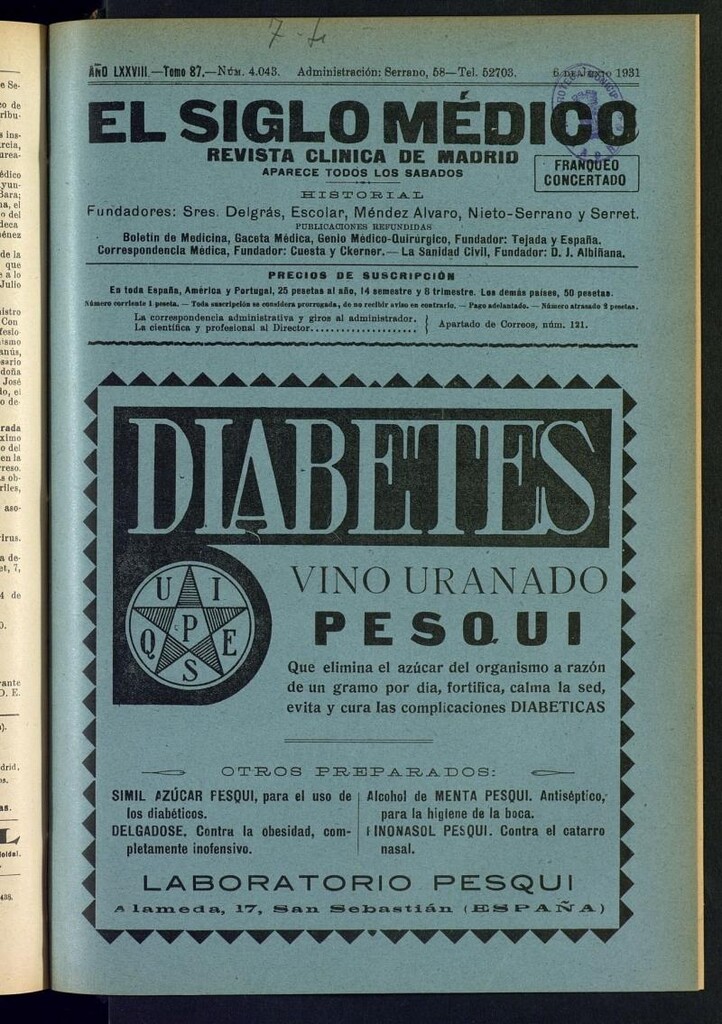 7-6
AÑO LXXVIII.—Tomo 87.—NÚM. 4.043. Administración: Serrano, 58—Tel. 52703. 6 DE 1931
EL SIGLO MÉDICO
REVISTA CLINICA DE MADRID
APARECE TODOS LOS SABADOS
FRANQUEO
CONCERTADO
HISTORIAL
Fundadores: Sres. Delgrás, Escolar, Méndez Alvaro, Nieto-Serrano y Serret.
PUBLICACIONES REFUNDIDAS
Boletín de Medicina, Gaceta Médica, Genio Médico-Quirúrgico, Fundador: Tejada y España.
Correspondencia Médica, Fundador: Cuesta y Ckerner.—La Sanidad Civil, Fundador: D. J. Albiñana.
PRECIOS DE SUSCRIPCIÓN
En toda España, América y Portugal, 25 pesetas al año, 14 semestre y 8 trimestre. Los demás países, 50 pesetas.
Número corriente 1 peseta. — Toda suscripción se considera prorrogada, de no recibir aviso en contrario. — Pago adelantado. — Número atrasado 2 pesetas.
La correspondencia administrativa y giros al administrador.
La científica y profesional al Director....................
Apartado de Correos, núm. 121.
DIABETES
U I Q P E S
VINO URANADO
PESQUI
Que elimina el azúcar del organismo a razón
de un gramo por dia, fortifica, calma la sed,
evita y cura las complicaciones DIABETICAS
OTROS PREPARADOS:
SIMIL AZÚCAR FESQUI, para el uso de
los diabéticos.
DELGADOSE. Contra la obesidad, com-
pletamente inofensivo.
Alcohol de MENTA PESQUI. Antiséptico,
para la higiene de la boca.
INONASOL PESQUI. Contra el catarro
nasal.
LABORATORIO PESQUI
Alameda, 17, San Sebastián (ESPAÑA)